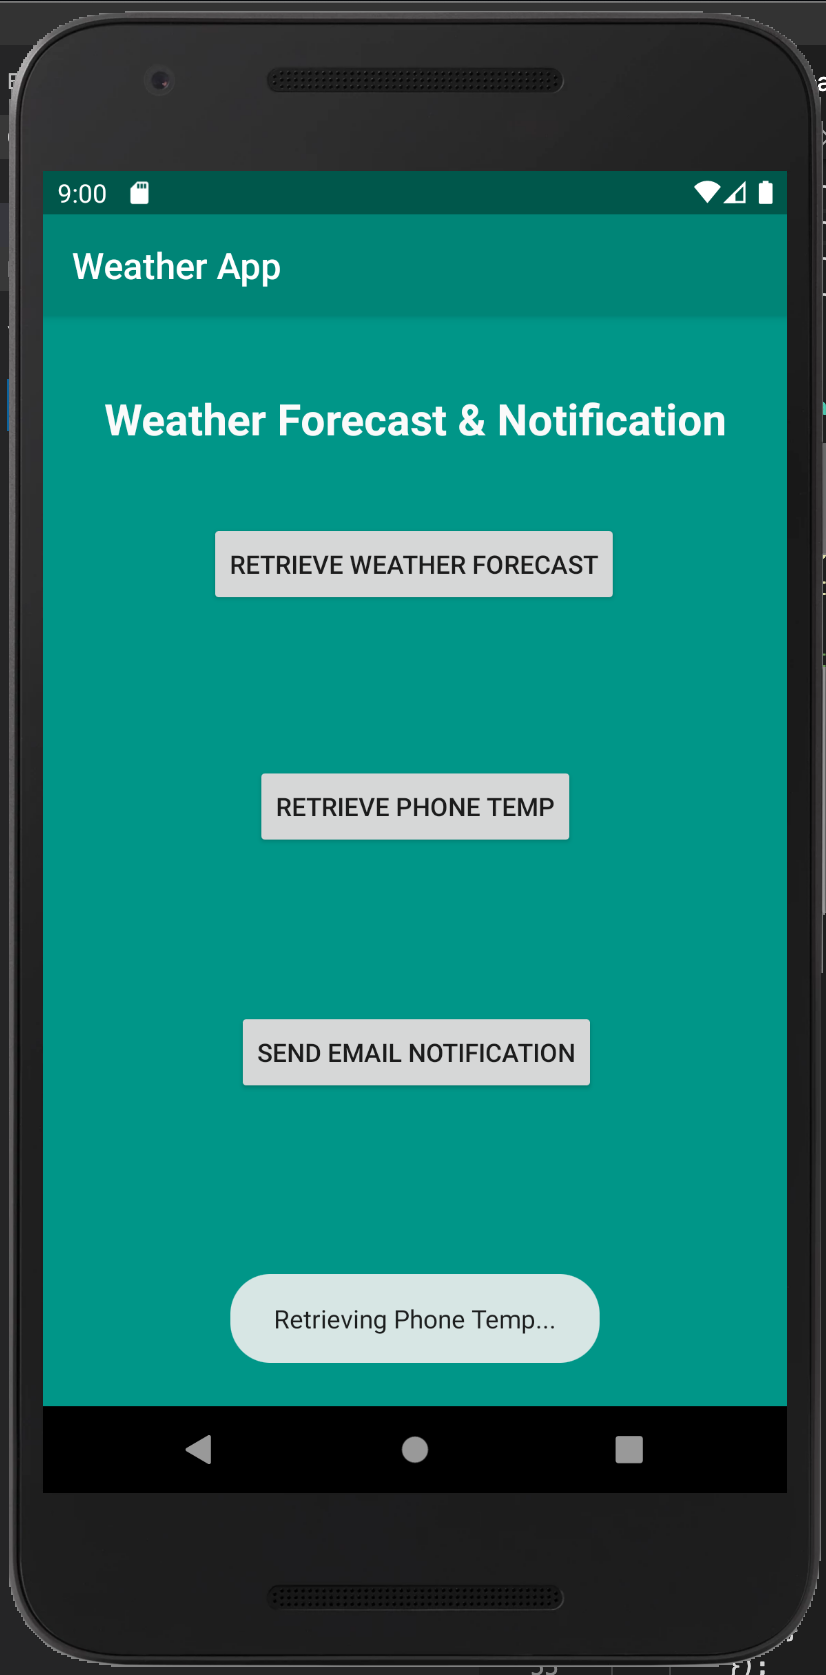 9:00
Weather App
Weather Forecast & Notification
RETRIEVE WEATHER FORECAST
RETRIEVE PHONE TEMP
SEND EMAIL NOTIFICATION
Retrieving Phone Temp...
});